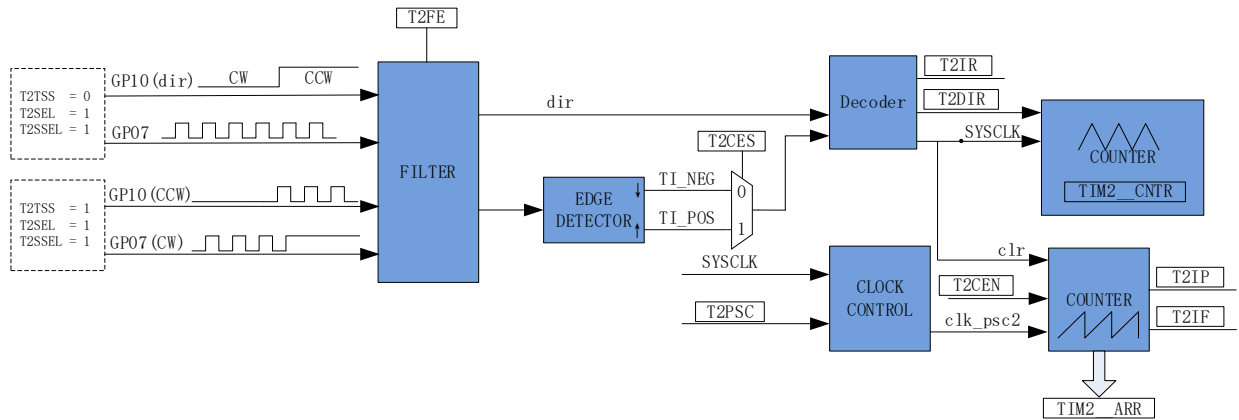 T2FE
GP10(dir)
CW
CCW
T2TSS = 0
T2SEL = 1
T2SSEL = 1
GP07
FILTER
dir
Decoder
T2IR
T2DIR
SYSCLK
COUNTER
TIM2__CNTR
T2CES
GP10(CCW)
T2TSS = 1
T2SEL = 1
T2SSEL = 1
GP07(CW)
EDGE
DETECTOR
TI_NEG
TI_POS
0
1
SYSCLK
T2PSC
CLOCK
CONTROL
clr
T2CEN
clk_psc2
COUNTER
T2IP
T2IF
TIM2__ARR